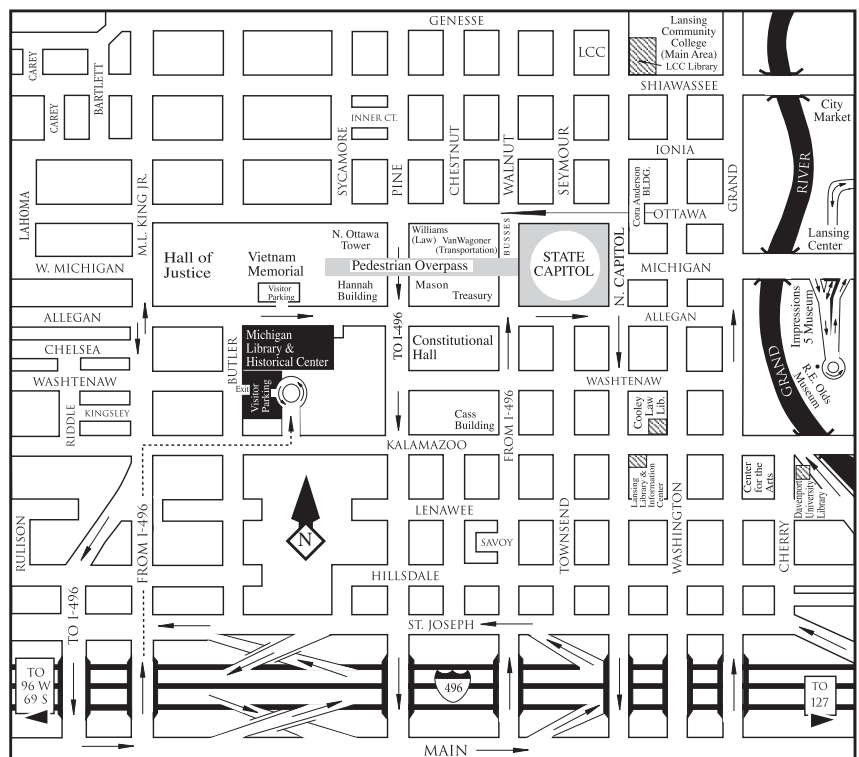 GENESSE
Lansing
Community
College
(Main Area)
LCC Library
LCC
CAREY
BARTLETT
SHIAWASSEE
CAREY
INNER CT.
City
Market
SYCAMORE
PINE
CHESTNUT
WALNUT
SEYMOUR
IONIA
GRAND
RIVER
LAHOMA
M.L. KING JR.
Cora Anderson
BLDG.
OTTAWA
Hall of
Justice
Vietnam
Memorial
Visitor
Parking
N. Ottawa
Tower
Williams
(Law)
VanWagoner
(Transportation)
BUSSES
STATE
CAPITOL
N. CAPITOL
Lansing
Center
W. MICHIGAN
Pedestrian Overpass
MICHIGAN
Hannah
Building
Mason
Treasury
ALLEGAN
ALLEGAN
Impressions
5 Museum
CHELSEA
BUTLER
Michigan
Library &
Historical Center
TO I-496
Constitutional
Hall
WASHTENAW
WASHTENAW
GRAND
R.E. Olds
Museum
Exit
Visitor
Parking
RIDDLE
KINGSLEY
Cass
Building
FROM I-496
Cooley
Law
Lib.
KALAMAZOO
Lansing
Library &
Information
Center
Center
for the
Arts
Davenport
University
Library
RULISON
FROM I-496
N
LENAWEE
SAVOY
TOWNSEND
WASHINGTON
CHERRY
HILLSDALE
TO I-496
ST. JOSEPH
TO
96 W
69 S
496
TO
127
MAIN